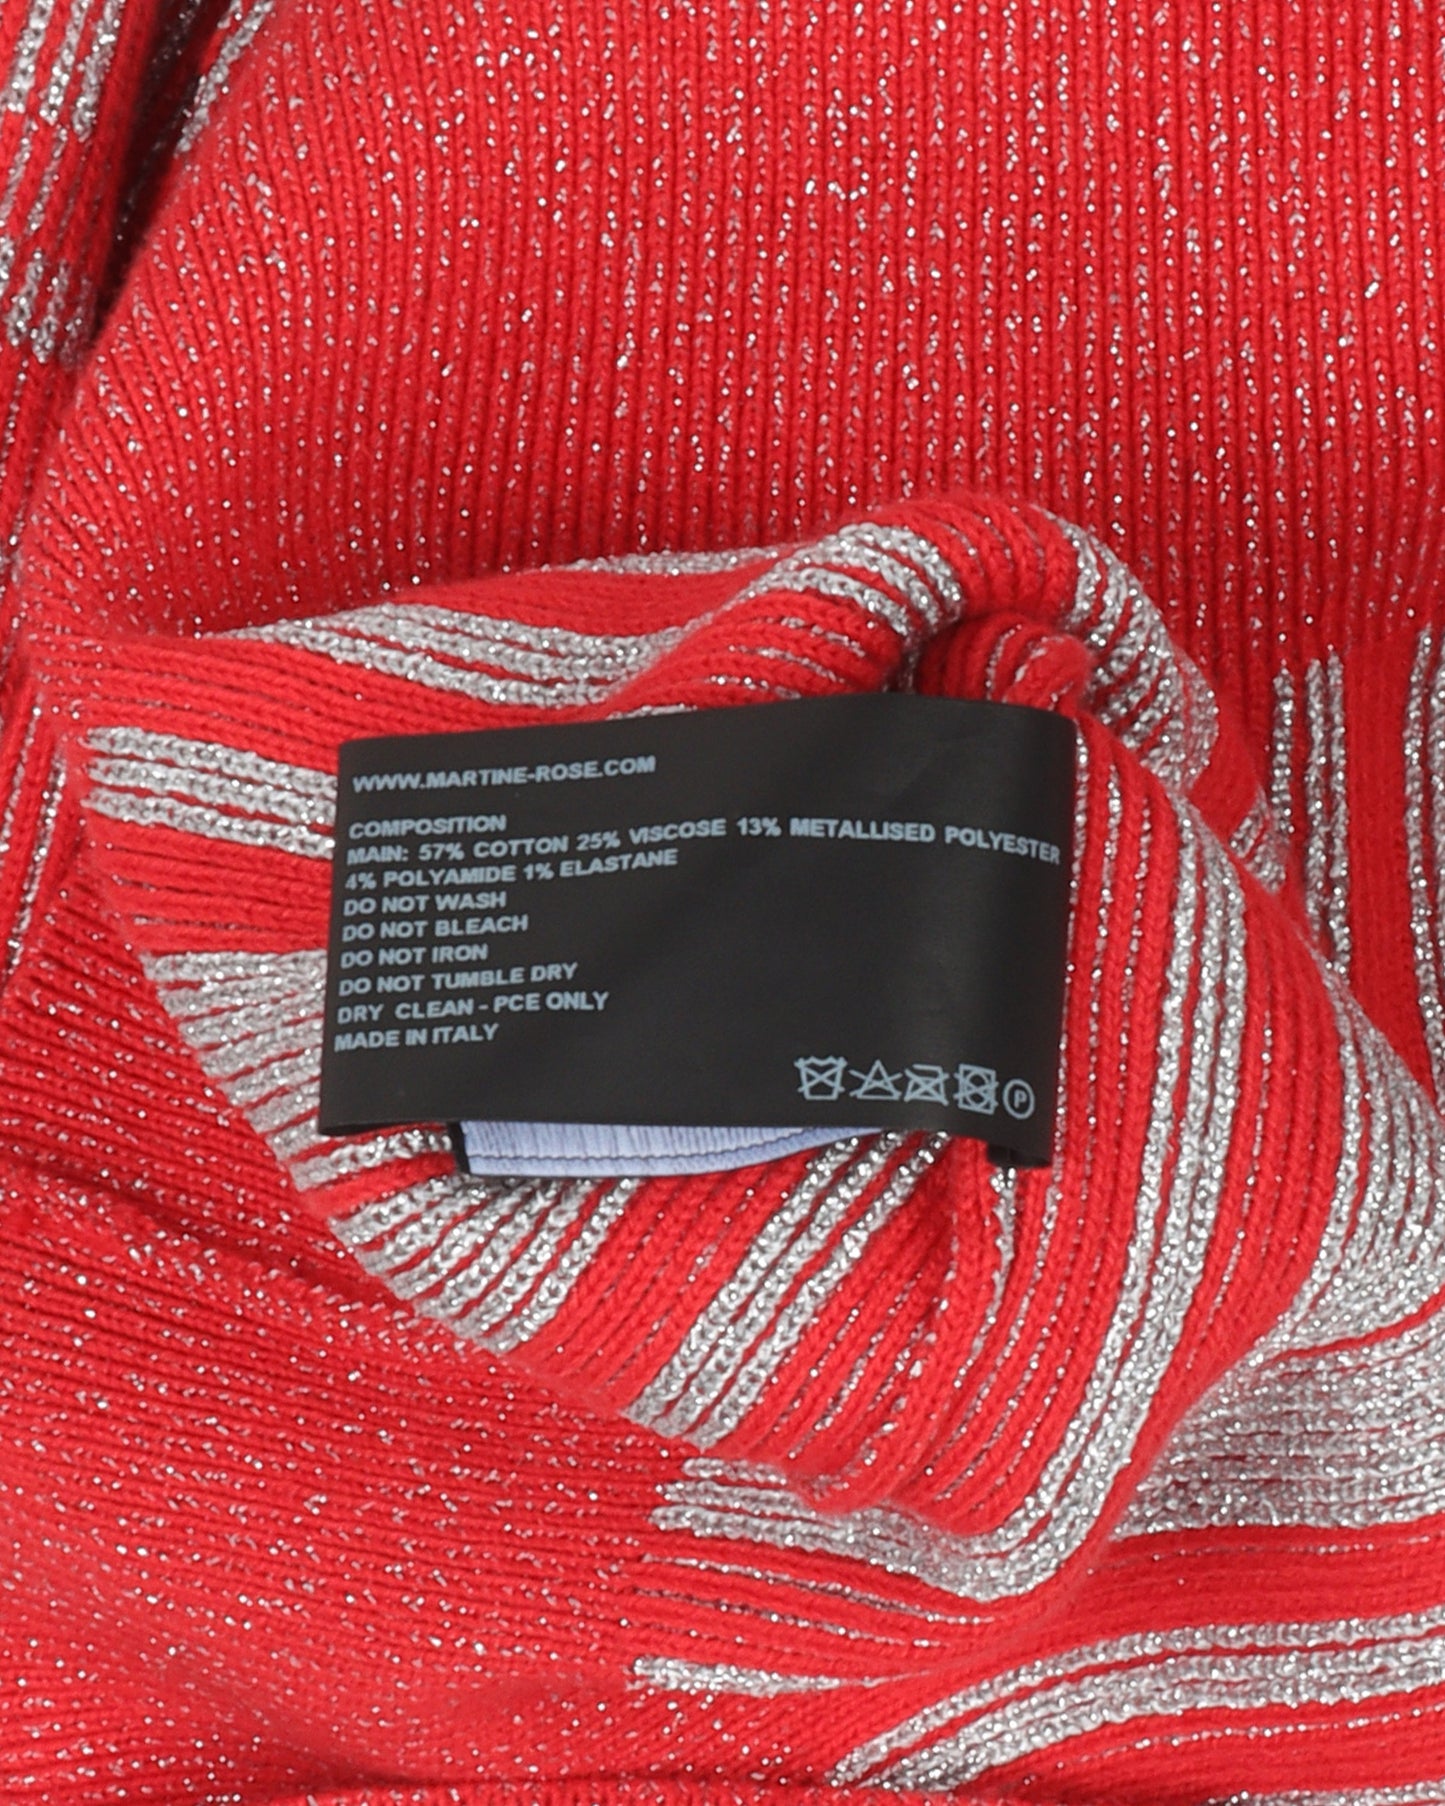 WWW.MARTINE-ROSE.COM
COMPOSITION
MAIN: 57% COTTON 25% VISCOSE 13% METALLISED POLYESTER
4% POLYAMIDE 1% ELASTANE
DO NOT WASH
DO NOT BLEACH
DO NOT IRON
DO NOT TUMBLE DRY
DRY CLEAN - PCE ONLY
MADE IN ITALY
P